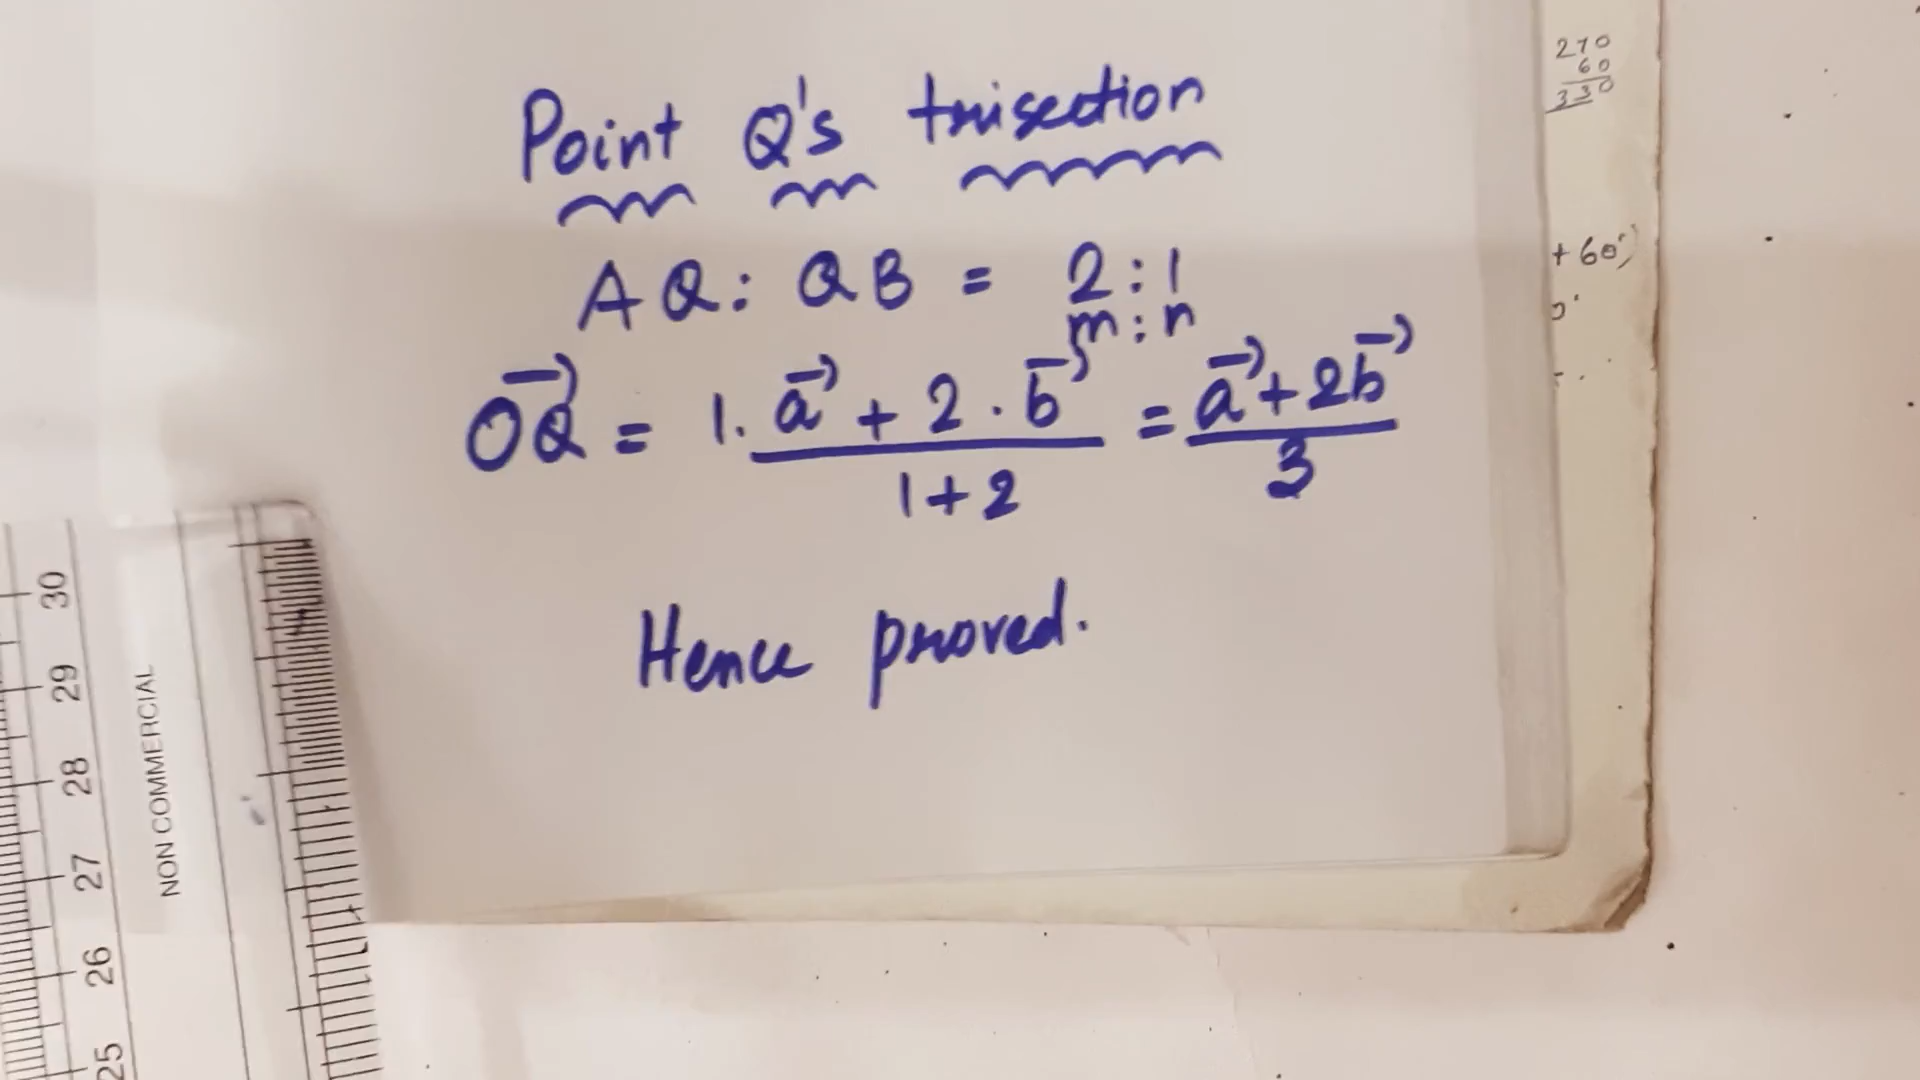 Point Q's trisection
AQ: QB = 2:1
m:n
OQ⃗ = 1. a⃗ + 2 . b⃗ = a⃗ + 2b⃗
1+2 3
Hence proved.
270
60
330
+ 60°)
30
29
28
27
26
25
NON COMMERCIAL